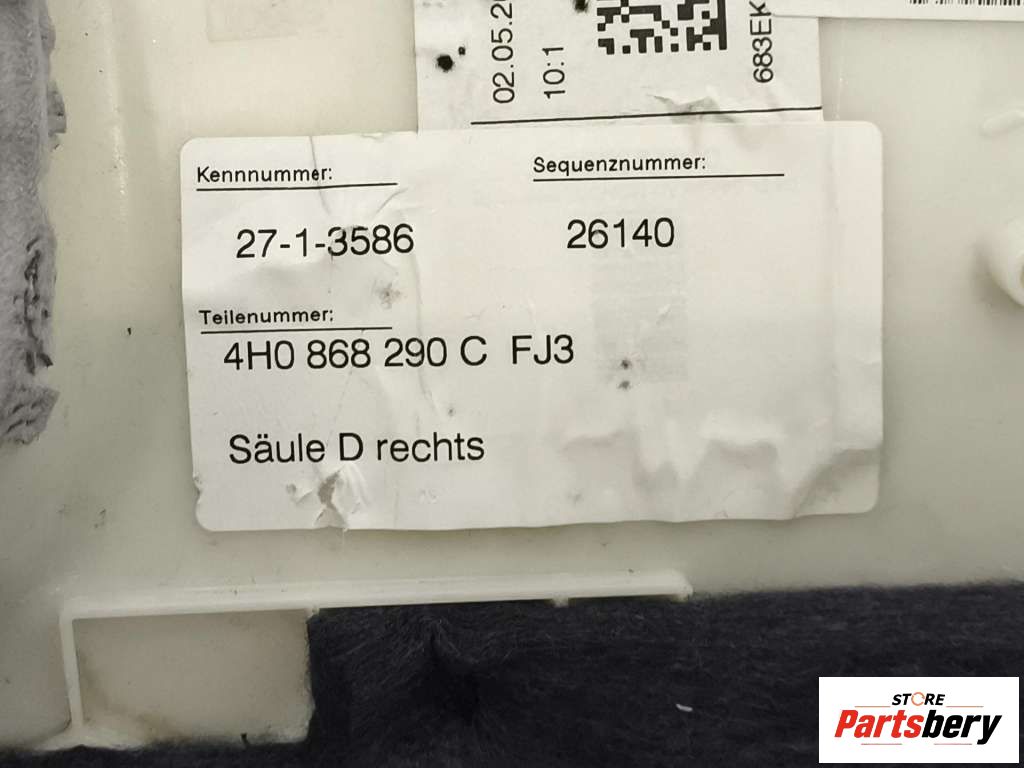 02.05.20
10:1
683EK
Kennnummer:
Sequenznummer:
27-1-3586
26140
Teilenummer:
4H0 868 290 C FJ3
Säule D rechts
STORE
Partsbery